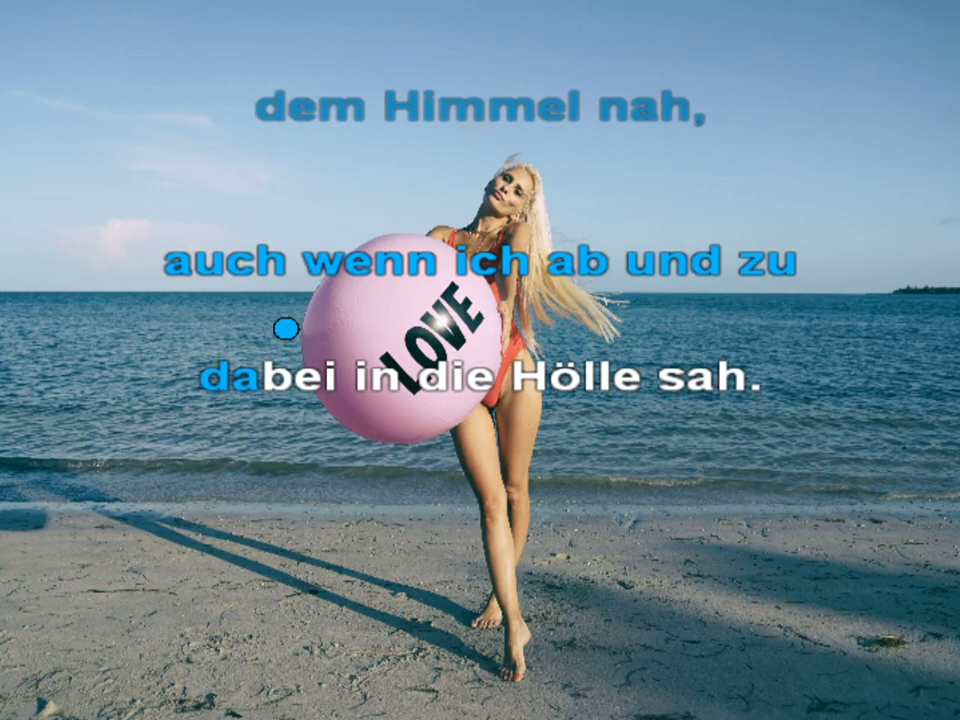 dem Himmel nah,
auch wenn ich ab und zu
LOVE
dabei in die Hölle sah.